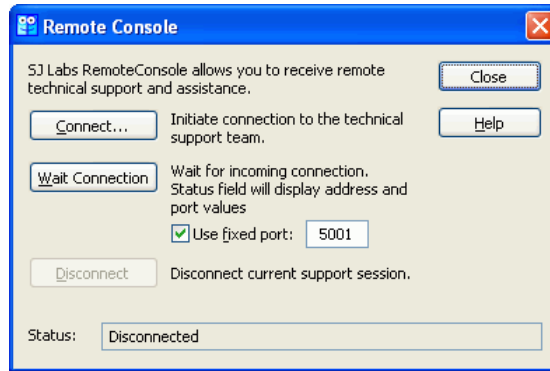 Remote Console
SJ Labs RemoteConsole allows you to receive remote
technical support and assistance.
Close
Connect...
Initiate connection to the technical
support team.
Help
Wait Connection
Wait for incoming connection.
Status field will display address and
port values
Use fixed port: 5001
Disconnect
Disconnect current support session.
Status: Disconnected